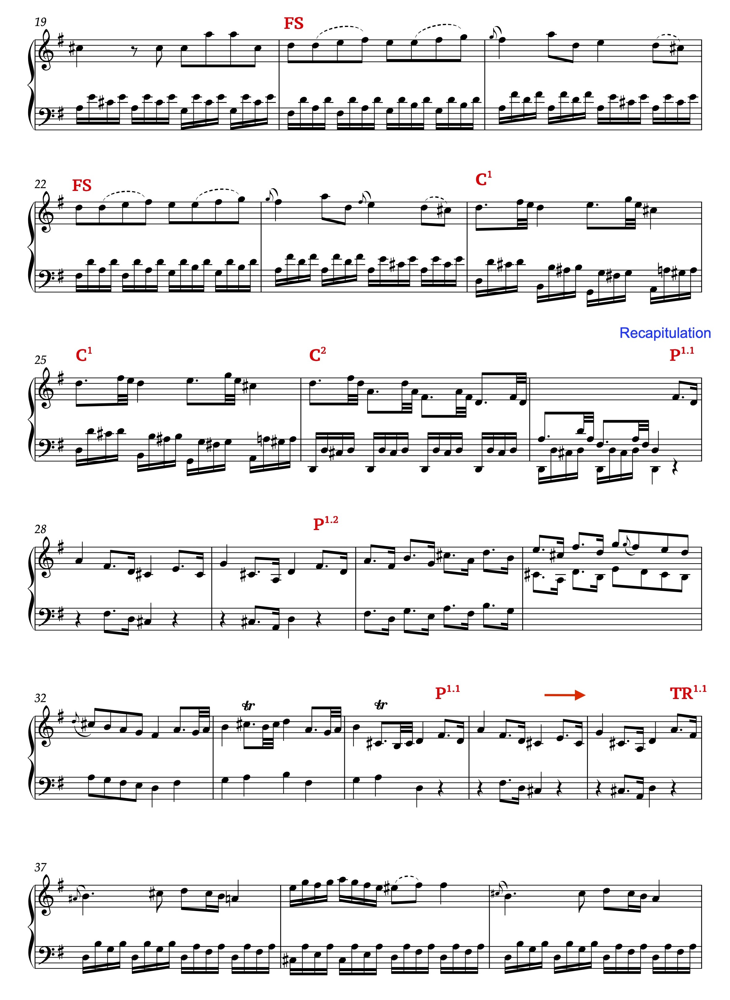 19 FS
22 FS C1
Recapitulation
25 C1 C2 P1.1
28 P1.2
32 tr tr P1.1 TR1.1
37